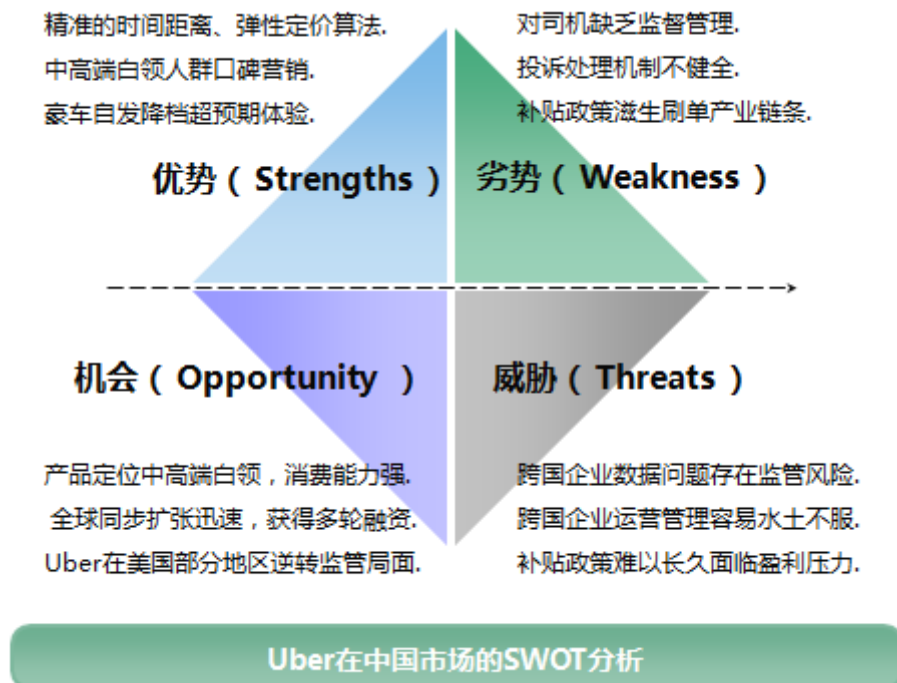 精准的时间距离、弹性定价算法.
中高端白领人群口碑营销.
豪车自发降档超预期体验.
优势（Strengths）
对司机缺乏监督管理.
投诉处理机制不健全.
补贴政策滋生刷单产业链条.
劣势（Weakness）
机会（Opportunity ）
产品定位中高端白领，消费能力强.
全球同步扩张迅速，获得多轮融资.
Uber在美国部分地区逆转监管局面.
威胁（Threats）
跨国企业数据问题存在监管风险.
跨国企业运营管理容易水土不服.
补贴政策难以长久面临盈利压力.
Uber在中国市场的SWOT分析